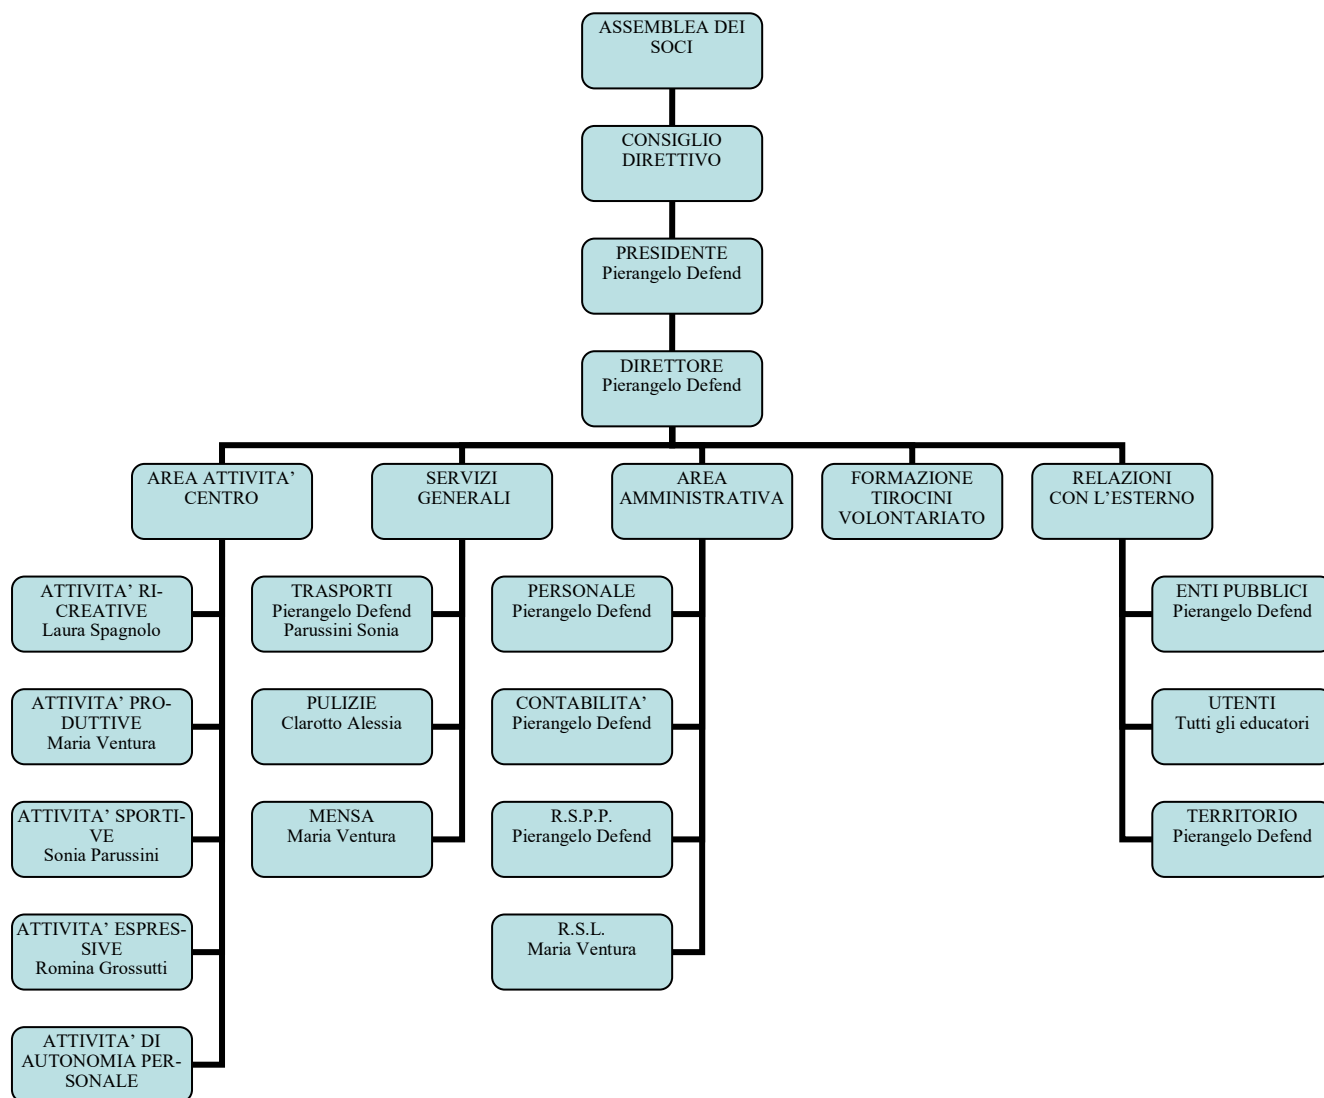 ASSEMBLEA DEI
SOCI
CONSIGLIO
DIRETTIVO
PRESIDENTE
Pierangelo Defend
DIRETTORE
Pierangelo Defend
AREA ATTIVITA’
CENTRO
SERVIZI
GENERALI
AREA
AMMINISTRATIVA
FORMAZIONE
TIROCINI
VOLONTARIATO
RELAZIONI
CON L’ESTERNO
ATTIVITA’ RI-
CREATIVE
Laura Spagnolo
TRASPORTI
Pierangelo Defend
Parussini Sonia
PERSONALE
Pierangelo Defend
ENTI PUBBLICI
Pierangelo Defend
ATTIVITA’ PRO-
DUTTIVE
Maria Ventura
PULIZIE
Clarotto Alessia
CONTABILITA’
Pierangelo Defend
UTENTI
Tutti gli educatori
ATTIVITA’ SPORTI-
VE
Sonia Parussini
MENSA
Maria Ventura
R.S.P.P.
Pierangelo Defend
TERRITORIO
Pierangelo Defend
ATTIVITA’ ESPRES-
SIVE
Romina Grossutti
R.S.L.
Maria Ventura
ATTIVITA’ DI
AUTONOMIA PER-
SONALE